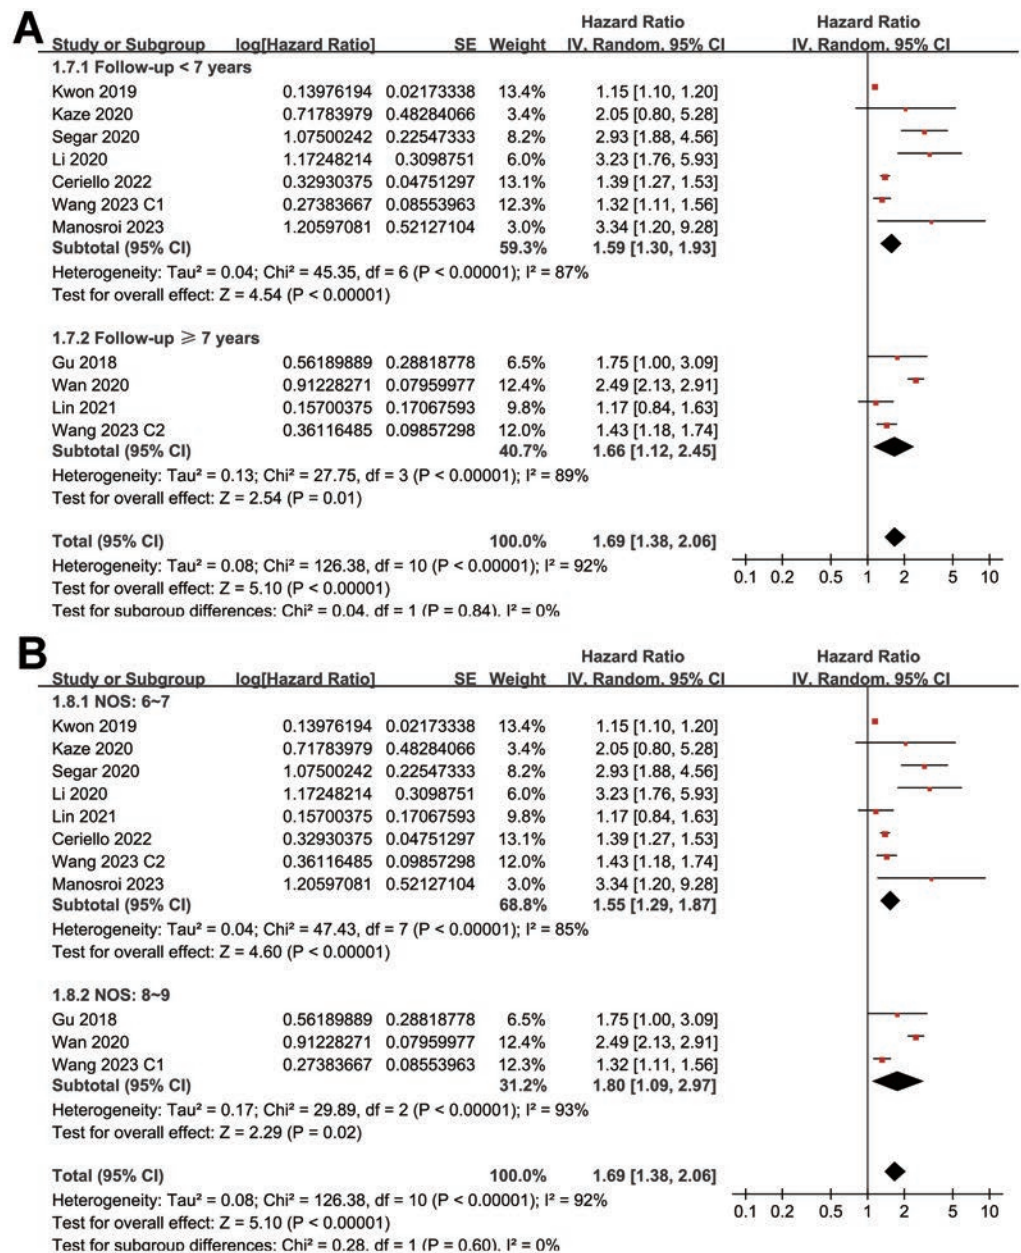 A
Hazard Ratio Hazard Ratio
Study or Subgroup log[Hazard Ratio] SE Weight IV. Random. 95% CI IV. Random. 95% CI
1.7.1 Follow-up < 7 years
Kwon 2019 0.13976194 0.02173338 13.4% 1.15 [1.10, 1.20]
Kaze 2020 0.71783979 0.48284066 3.4% 2.05 [0.80, 5.28]
Segar 2020 1.07500242 0.22547333 8.2% 2.93 [1.88, 4.56]
Li 2020 1.17248214 0.3098751 6.0% 3.23 [1.76, 5.93]
Ceriello 2022 0.32930375 0.04751297 13.1% 1.39 [1.27, 1.53]
Wang 2023 C1 0.27383667 0.08553963 12.3% 1.32 [1.11, 1.56]
Manosroi 2023 1.20597081 0.52127104 3.0% 3.34 [1.20, 9.28]
Subtotal (95% CI) 59.3% 1.59 [1.30, 1.93]
Heterogeneity: Tau² = 0.04; Chi² = 45.35, df = 6 (P < 0.00001); I² = 87%
Test for overall effect: Z = 4.54 (P < 0.00001)
1.7.2 Follow-up ⩾ 7 years
Gu 2018 0.56189889 0.28818778 6.5% 1.75 [1.00, 3.09]
Wan 2020 0.91228271 0.07959977 12.4% 2.49 [2.13, 2.91]
Lin 2021 0.15700375 0.17067593 9.8% 1.17 [0.84, 1.63]
Wang 2023 C2 0.36116485 0.09857298 12.0% 1.43 [1.18, 1.74]
Subtotal (95% CI) 40.7% 1.66 [1.12, 2.45]
Heterogeneity: Tau² = 0.13; Chi² = 27.75, df = 3 (P < 0.00001); I² = 89%
Test for overall effect: Z = 2.54 (P = 0.01)
Total (95% CI) 100.0% 1.69 [1.38, 2.06]
Heterogeneity: Tau² = 0.08; Chi² = 126.38, df = 10 (P < 0.00001); I² = 92%
Test for overall effect: Z = 5.10 (P < 0.00001)
Test for subgroup differences: Chi² = 0.04. df = 1 (P = 0.84). I² = 0%
0.1 0.2 0.5 1 2 5 10
B
Hazard Ratio Hazard Ratio
Study or Subgroup log[Hazard Ratio] SE Weight IV. Random. 95% CI IV. Random. 95% CI
1.8.1 NOS: 6~7
Kwon 2019 0.13976194 0.02173338 13.4% 1.15 [1.10, 1.20]
Kaze 2020 0.71783979 0.48284066 3.4% 2.05 [0.80, 5.28]
Segar 2020 1.07500242 0.22547333 8.2% 2.93 [1.88, 4.56]
Li 2020 1.17248214 0.3098751 6.0% 3.23 [1.76, 5.93]
Lin 2021 0.15700375 0.17067593 9.8% 1.17 [0.84, 1.63]
Ceriello 2022 0.32930375 0.04751297 13.1% 1.39 [1.27, 1.53]
Wang 2023 C2 0.36116485 0.09857298 12.0% 1.43 [1.18, 1.74]
Manosroi 2023 1.20597081 0.52127104 3.0% 3.34 [1.20, 9.28]
Subtotal (95% CI) 68.8% 1.55 [1.29, 1.87]
Heterogeneity: Tau² = 0.04; Chi² = 47.43, df = 7 (P < 0.00001); I² = 85%
Test for overall effect: Z = 4.60 (P < 0.00001)
1.8.2 NOS: 8~9
Gu 2018 0.56189889 0.28818778 6.5% 1.75 [1.00, 3.09]
Wan 2020 0.91228271 0.07959977 12.4% 2.49 [2.13, 2.91]
Wang 2023 C1 0.27383667 0.08553963 12.3% 1.32 [1.11, 1.56]
Subtotal (95% CI) 31.2% 1.80 [1.09, 2.97]
Heterogeneity: Tau² = 0.17; Chi² = 29.89, df = 2 (P < 0.00001); I² = 93%
Test for overall effect: Z = 2.29 (P = 0.02)
Total (95% CI) 100.0% 1.69 [1.38, 2.06]
Heterogeneity: Tau² = 0.08; Chi² = 126.38, df = 10 (P < 0.00001); I² = 92%
Test for overall effect: Z = 5.10 (P < 0.00001)
Test for subgroup differences: Chi² = 0.28. df = 1 (P = 0.60). I² = 0%
0.1 0.2 0.5 1 2 5 10